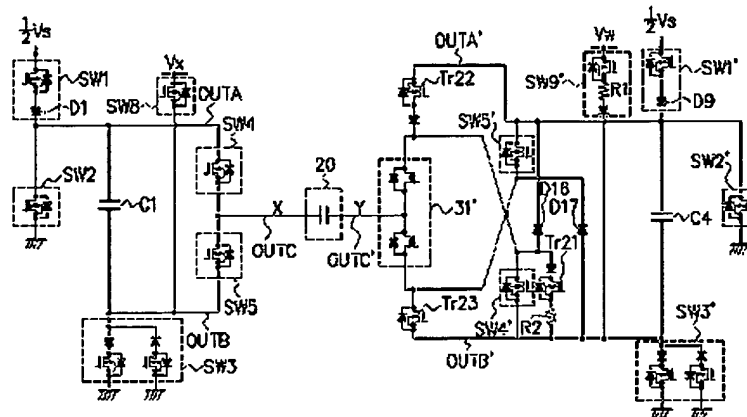 ½Vs
SW1
D1
SW2
C1
Vx
SW8
OUTA
SW4
SW5
OUTB
SW3
X
OUTC
20
Y
OUTC'
OUTA'
Tr22
31'
Tr23
SW5'
D16
D17
Tr21
SW4'
R2
OUTB'
Vw
SW9'
R1
½Vs
SW1'
D9
SW2'
C4
SW3'